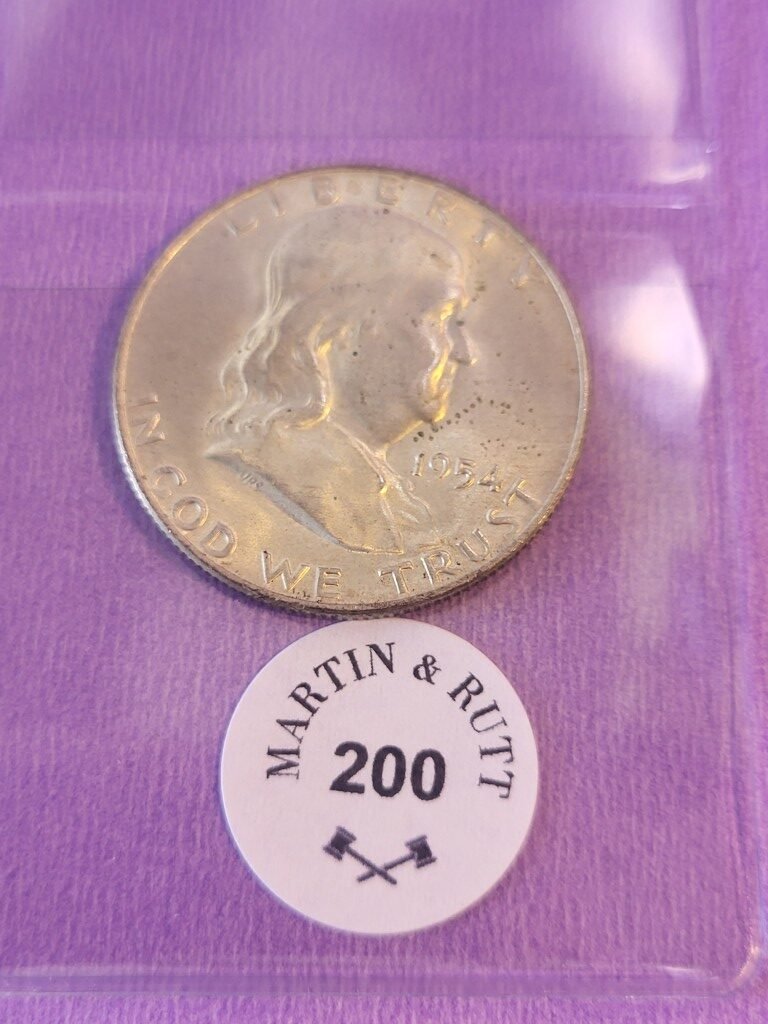 LIBERTY
IN GOD WE TRUST
1954
MARTIN & RUTT
200